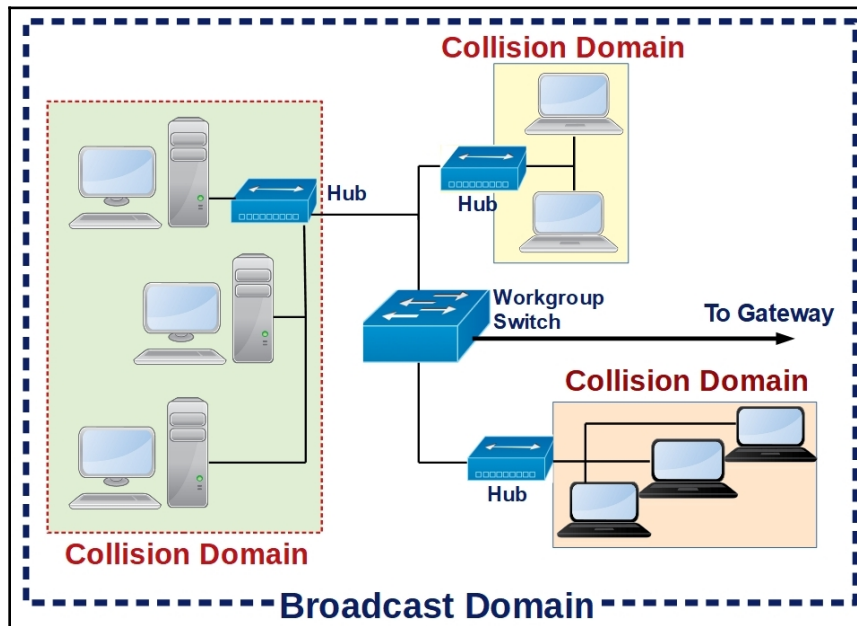 Collision Domain
Hub
Hub
Workgroup
Switch
To Gateway
Collision Domain
Hub
Collision Domain
Broadcast Domain